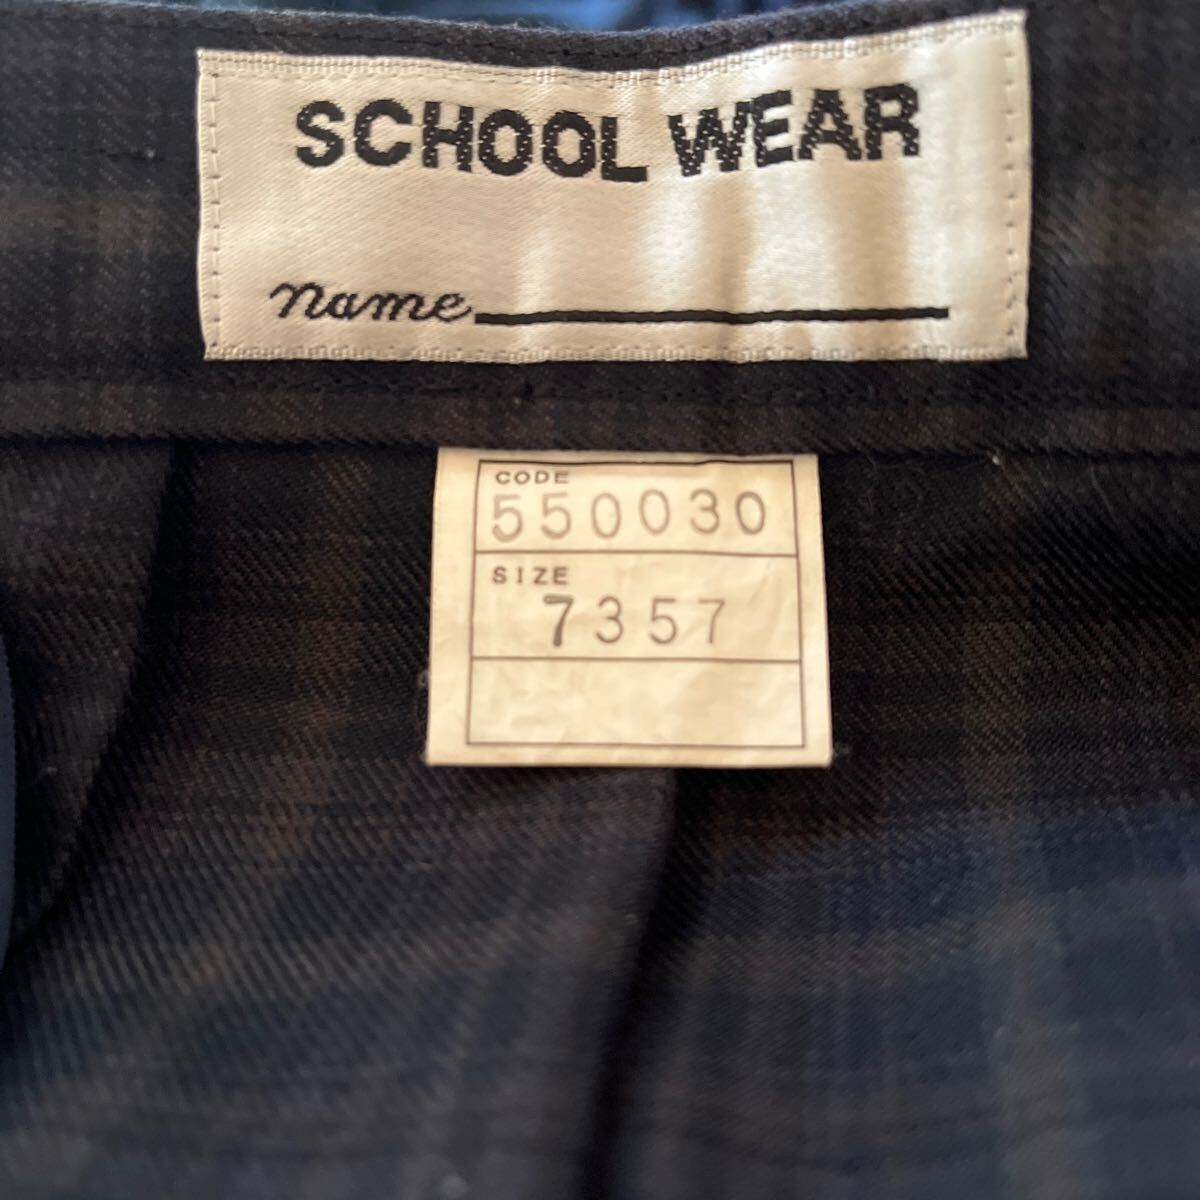 SCHOOL WEAR
name
CODE
550030
SIZE
7357